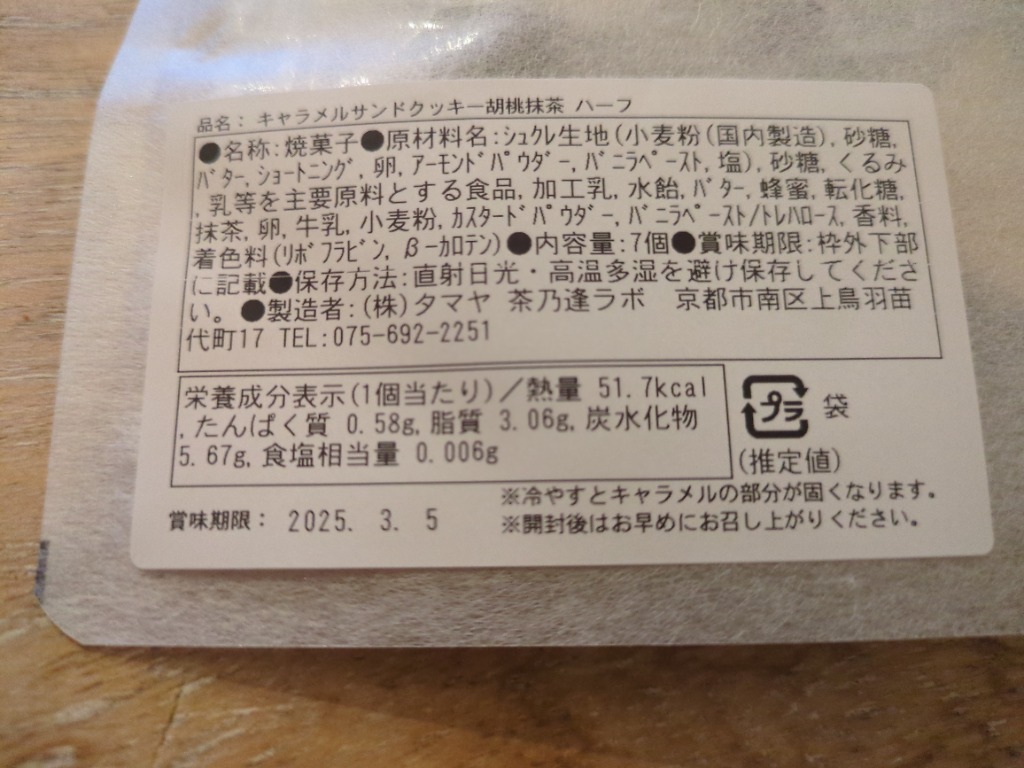 品名： キャラメルサンドクッキー胡桃抹茶 ハーフ
●名称:焼菓子●原材料名:ｼｭｸﾚ生地(小麦粉(国内製造), 砂糖,
ﾊﾞﾀｰ, ｼｮｰﾄﾆﾝｸﾞ, 卵, ｱｰﾓﾝﾄﾞﾊﾟｳﾀﾞｰ, ﾊﾞﾆﾗﾍﾟｰｽﾄ, 塩), 砂糖, くるみ
, 乳等を主要原料とする食品, 加工乳, 水飴, ﾊﾞﾀｰ, 蜂蜜, 転化糖,
抹茶, 卵, 牛乳, 小麦粉, ｶｽﾀｰﾄﾞﾊﾟｳﾀﾞｰ, ﾊﾞﾆﾗﾍﾟｰｽﾄ/ﾄﾚﾊﾛｰｽ, 香料,
着色料(ﾘﾎﾞﾌﾗﾋﾞﾝ, βｰｶﾛﾃﾝ)●内容量:7個●賞味期限:枠外下部
に記載●保存方法:直射日光・高温多湿を避け保存してくださ
い。●製造者:(株)タマヤ 茶乃逢ラボ 京都市南区上鳥羽苗
代町17 TEL:075-692-2251
栄養成分表示(1個当たり)／熱量 51.7kcal
, たんぱく質 0.58g, 脂質 3.06g, 炭水化物
5.67g, 食塩相当量 0.006g
プラ 袋
(推定値)
※冷やすとキャラメルの部分が固くなります。
賞味期限： 2025. 3. 5
※開封後はお早めにお召し上がりください。